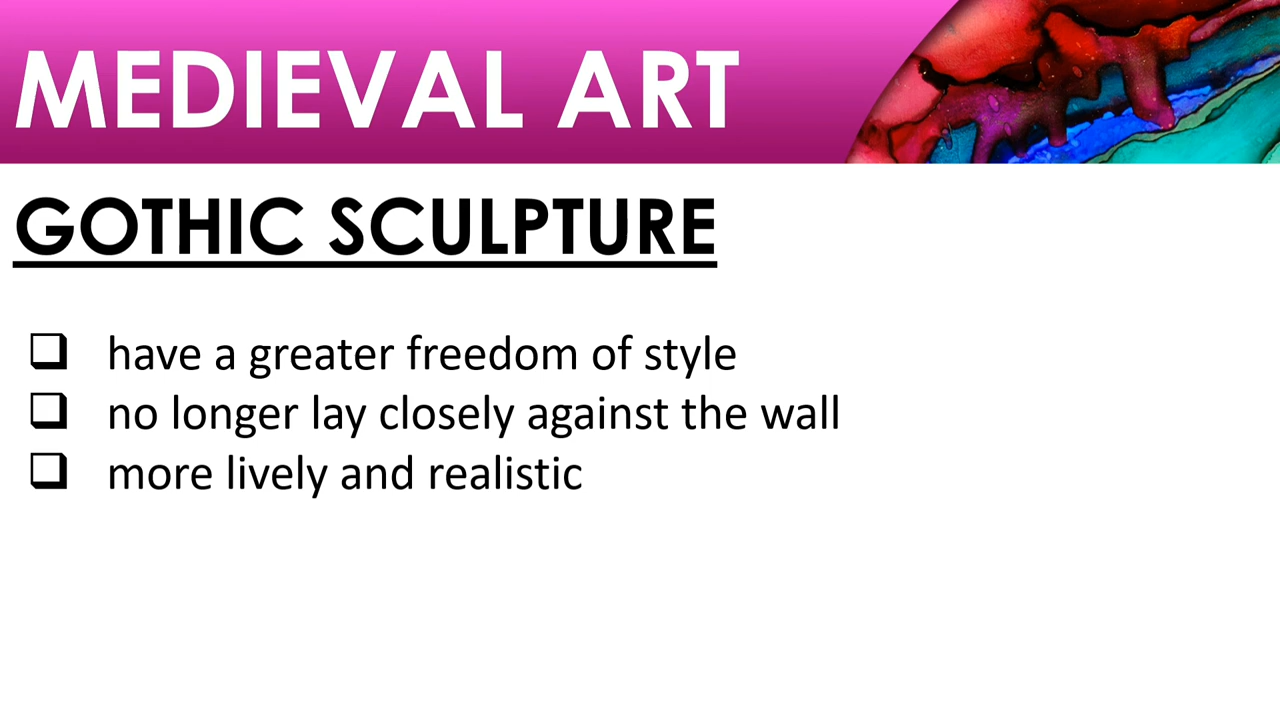 MEDIEVAL ART
GOTHIC SCULPTURE
❑ have a greater freedom of style
❑ no longer lay closely against the wall
❑ more lively and realistic